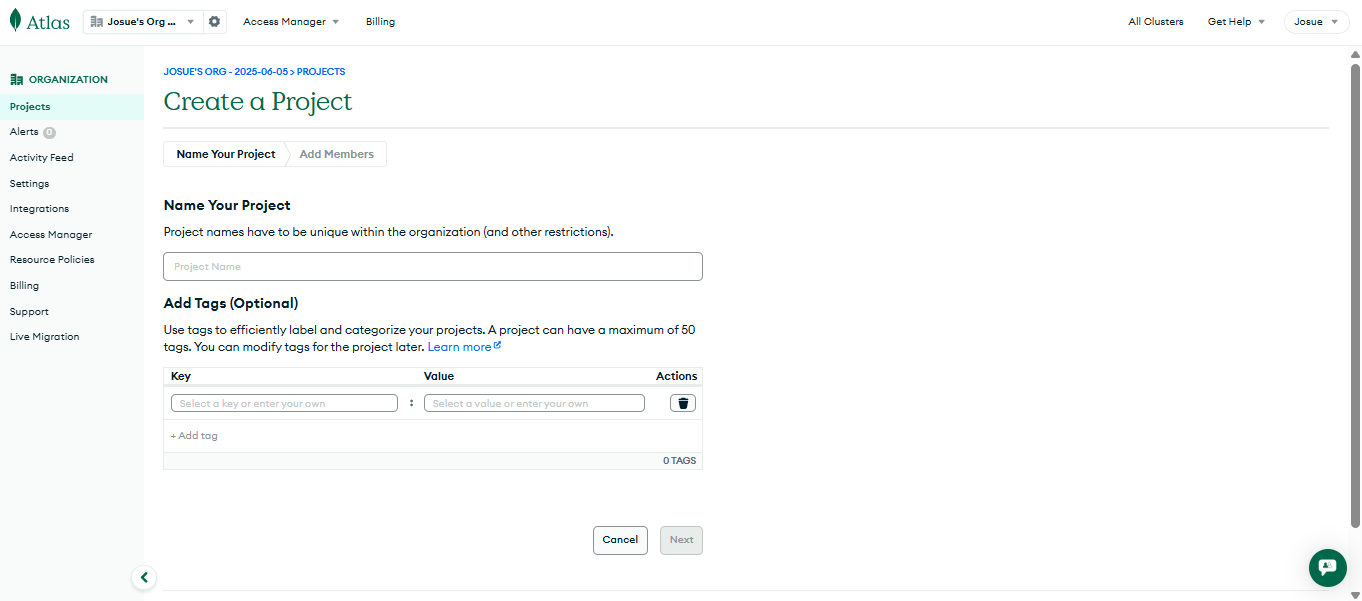 Atlas
Josue's Org ...
Access Manager
Billing
All Clusters
Get Help
Josue
ORGANIZATION
Projects
Alerts 0
Activity Feed
Settings
Integrations
Access Manager
Resource Policies
Billing
Support
Live Migration
JOSUE'S ORG - 2025-06-05 > PROJECTS
Create a Project
Name Your Project
Add Members
Name Your Project
Project names have to be unique within the organization (and other restrictions).
Project Name
Add Tags (Optional)
Use tags to efficiently label and categorize your projects. A project can have a maximum of 50
tags. You can modify tags for the project later. Learn more
Key Value Actions
Select a key or enter your own : Select a value or enter your own
+ Add tag
0 TAGS
Cancel
Next